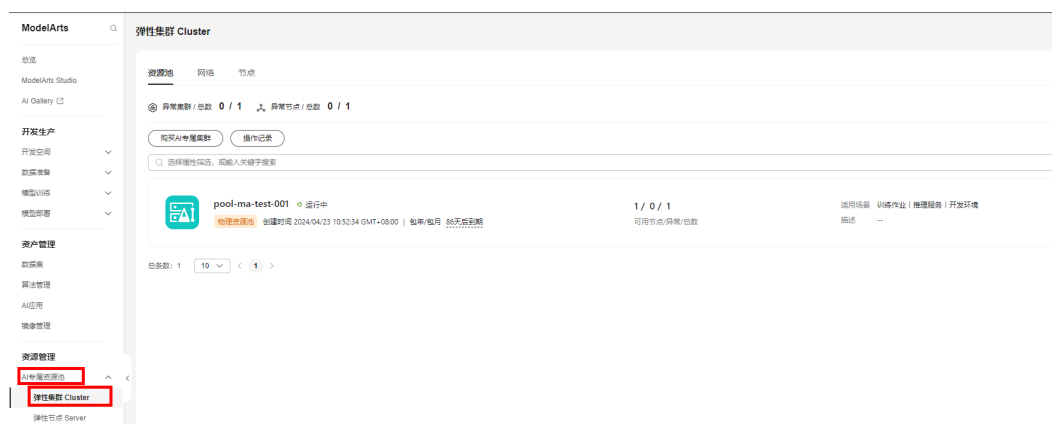 ModelArts
总览
ModelArts Studio
AI Gallery
开发生产
开发空间
数据准备
模型训练
模型部署
资产管理
数据集
算法管理
AI应用
镜像管理
资源管理
AI专属资源池
弹性集群 Cluster
弹性节点 Server
弹性集群 Cluster
资源池 网络 节点
异常集群 / 总数 0 / 1 异常节点 / 总数 0 / 1
购买AI专属集群 操作记录
选择属性筛选，或输入关键字搜索
pool-ma-test-001 运行中
物理资源池 创建时间 2024/04/23 10:52:34 GMT+08:00 | 包年/包月 86天后到期
1 / 0 / 1
可用节点/异常/总数
适用场景 训练作业 | 推理服务 | 开发环境
描述 --
总条数：1 10 < 1 >